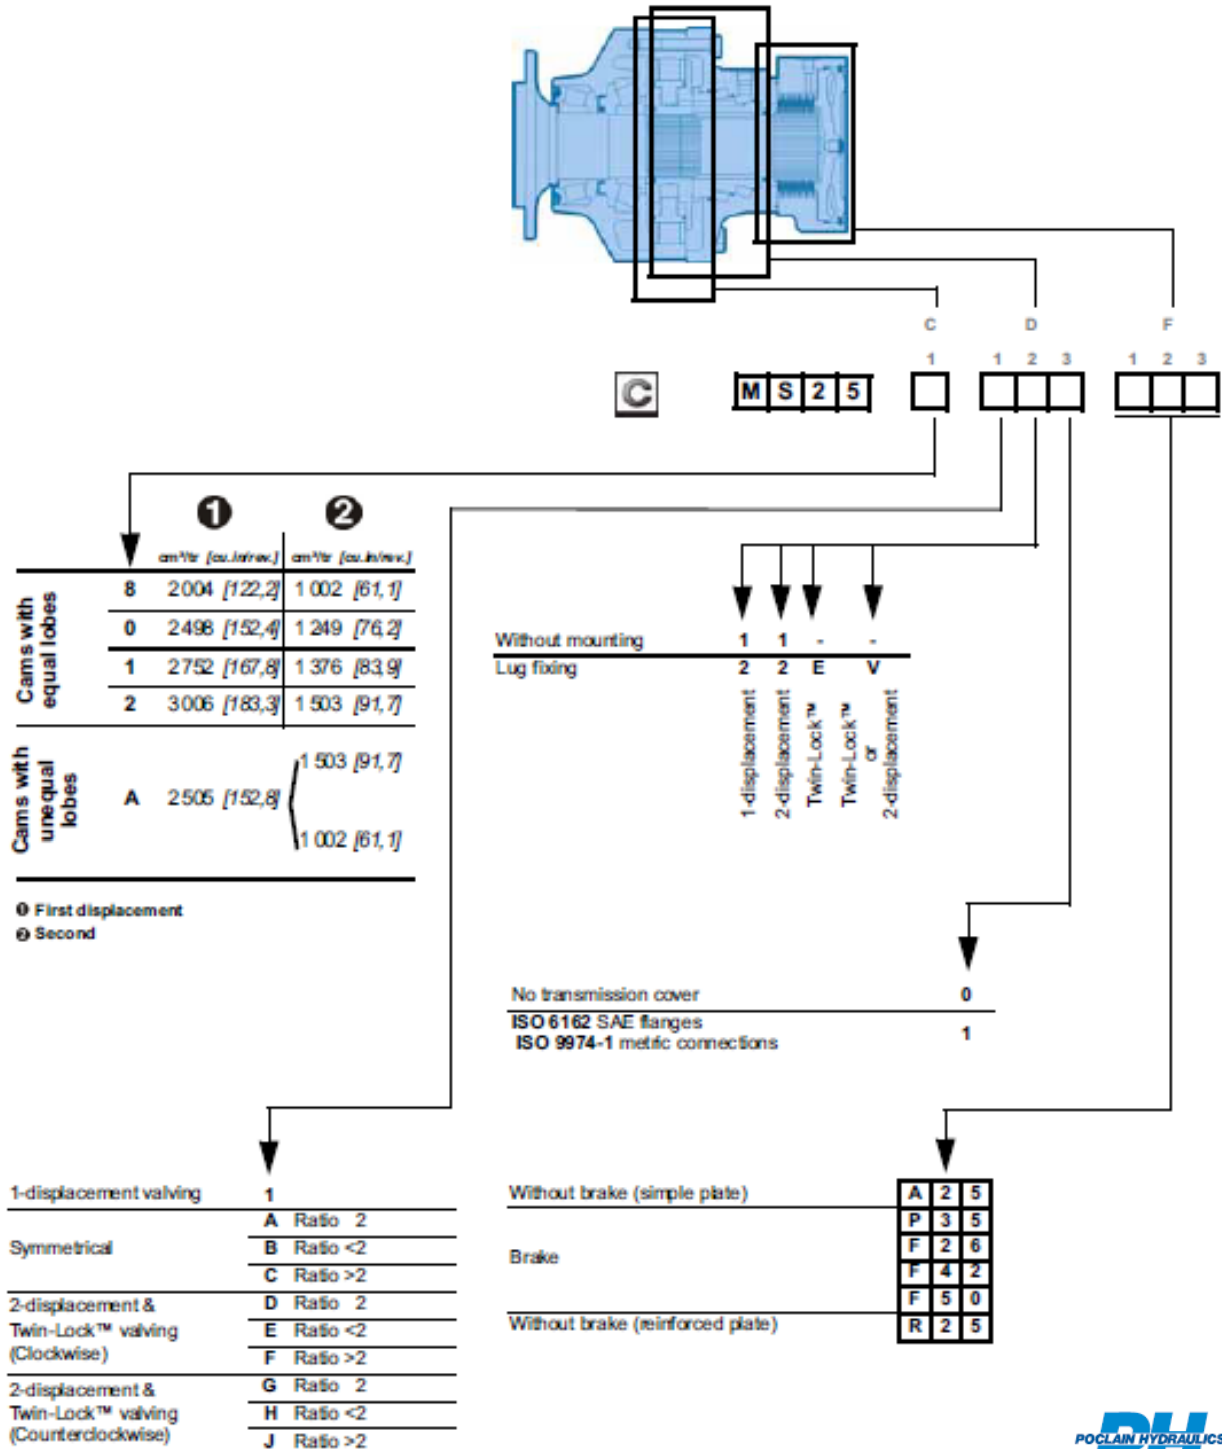 C D F
1 1 2 3 1 2 3
C M S 2 5
❶ ❷
cm³/tr [cu.in/rev.] cm³/tr [cu.in/rev.]
Cams with
equal lobes
8 2 004 [122,2] 1 002 [61,1]
0 2 498 [152,4] 1 249 [76,2]
1 2 752 [167,8] 1 376 [83,9]
2 3 006 [183,3] 1 503 [91,7]
Cams with
unequal
lobes
A 2 505 [152,8]
1 503 [91,7]
1 002 [61,1]
❶ First displacement
❷ Second
Without mounting 1 1 - -
Lug fixing 2 2 E V
1-displacement
2-displacement
Twin-Lock™
Twin-Lock™
or
2-displacement
No transmission cover 0
ISO 6162 SAE flanges
ISO 9974-1 metric connections
1
1-displacement valving 1
Symmetrical
A Ratio 2
B Ratio <2
C Ratio >2
2-displacement &
Twin-Lock™ valving
(Clockwise)
D Ratio 2
E Ratio <2
F Ratio >2
2-displacement &
Twin-Lock™ valving
(Counterclockwise)
G Ratio 2
H Ratio <2
J Ratio >2
Without brake (simple plate) A 2 5
Brake
P 3 5
F 2 6
F 4 2
F 5 0
Without brake (reinforced plate) R 2 5
POCLAIN HYDRAULICS